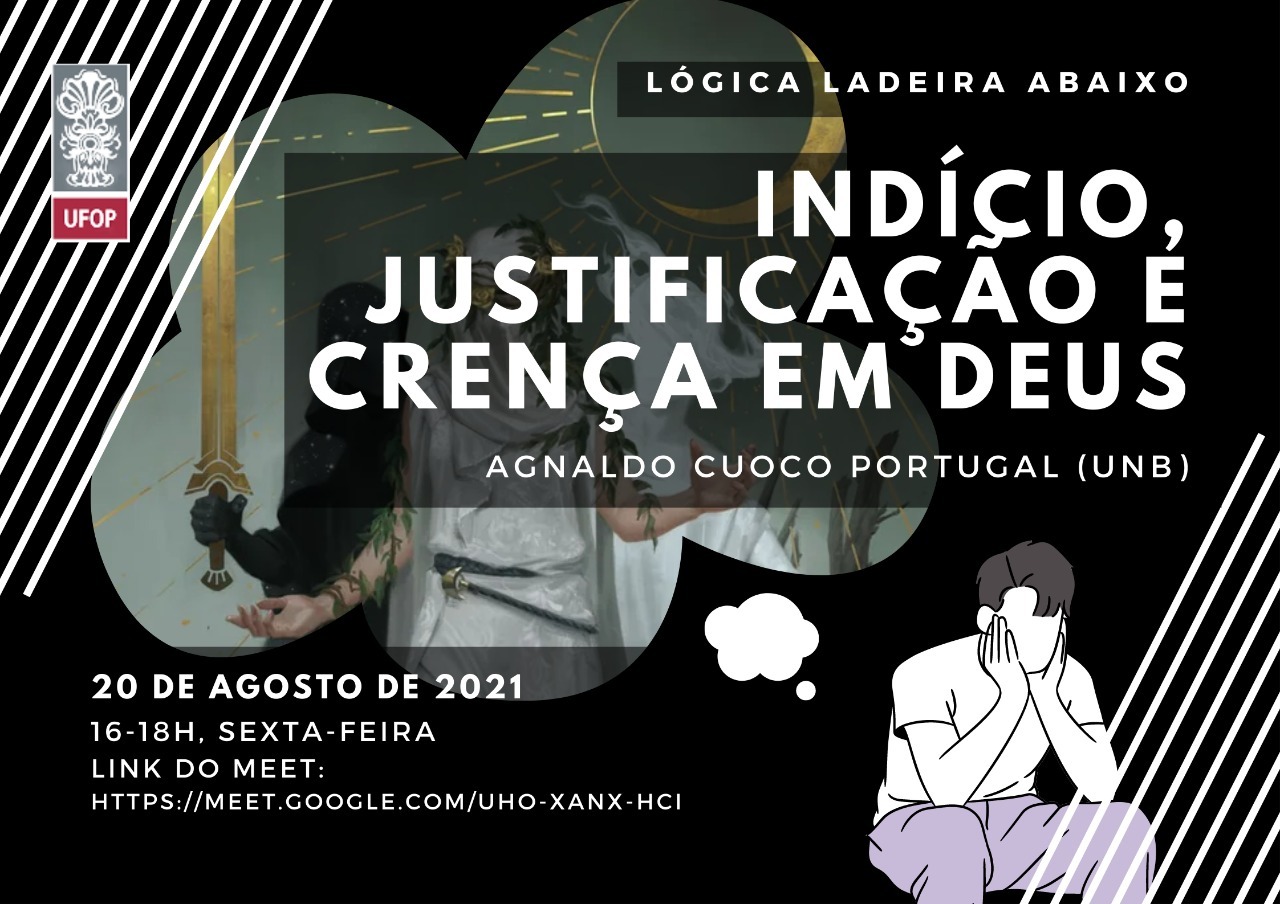 LÓGICA LADEIRA ABAIXO
UFOP
INDÍCIO,
JUSTIFICAÇÃO E
CRENÇA EM DEUS
AGNALDO CUOCO PORTUGAL (UNB)
20 DE AGOSTO DE 2021
16-18H, SEXTA-FEIRA
LINK DO MEET:
HTTPS://MEET.GOOGLE.COM/UHO-XANX-HCI